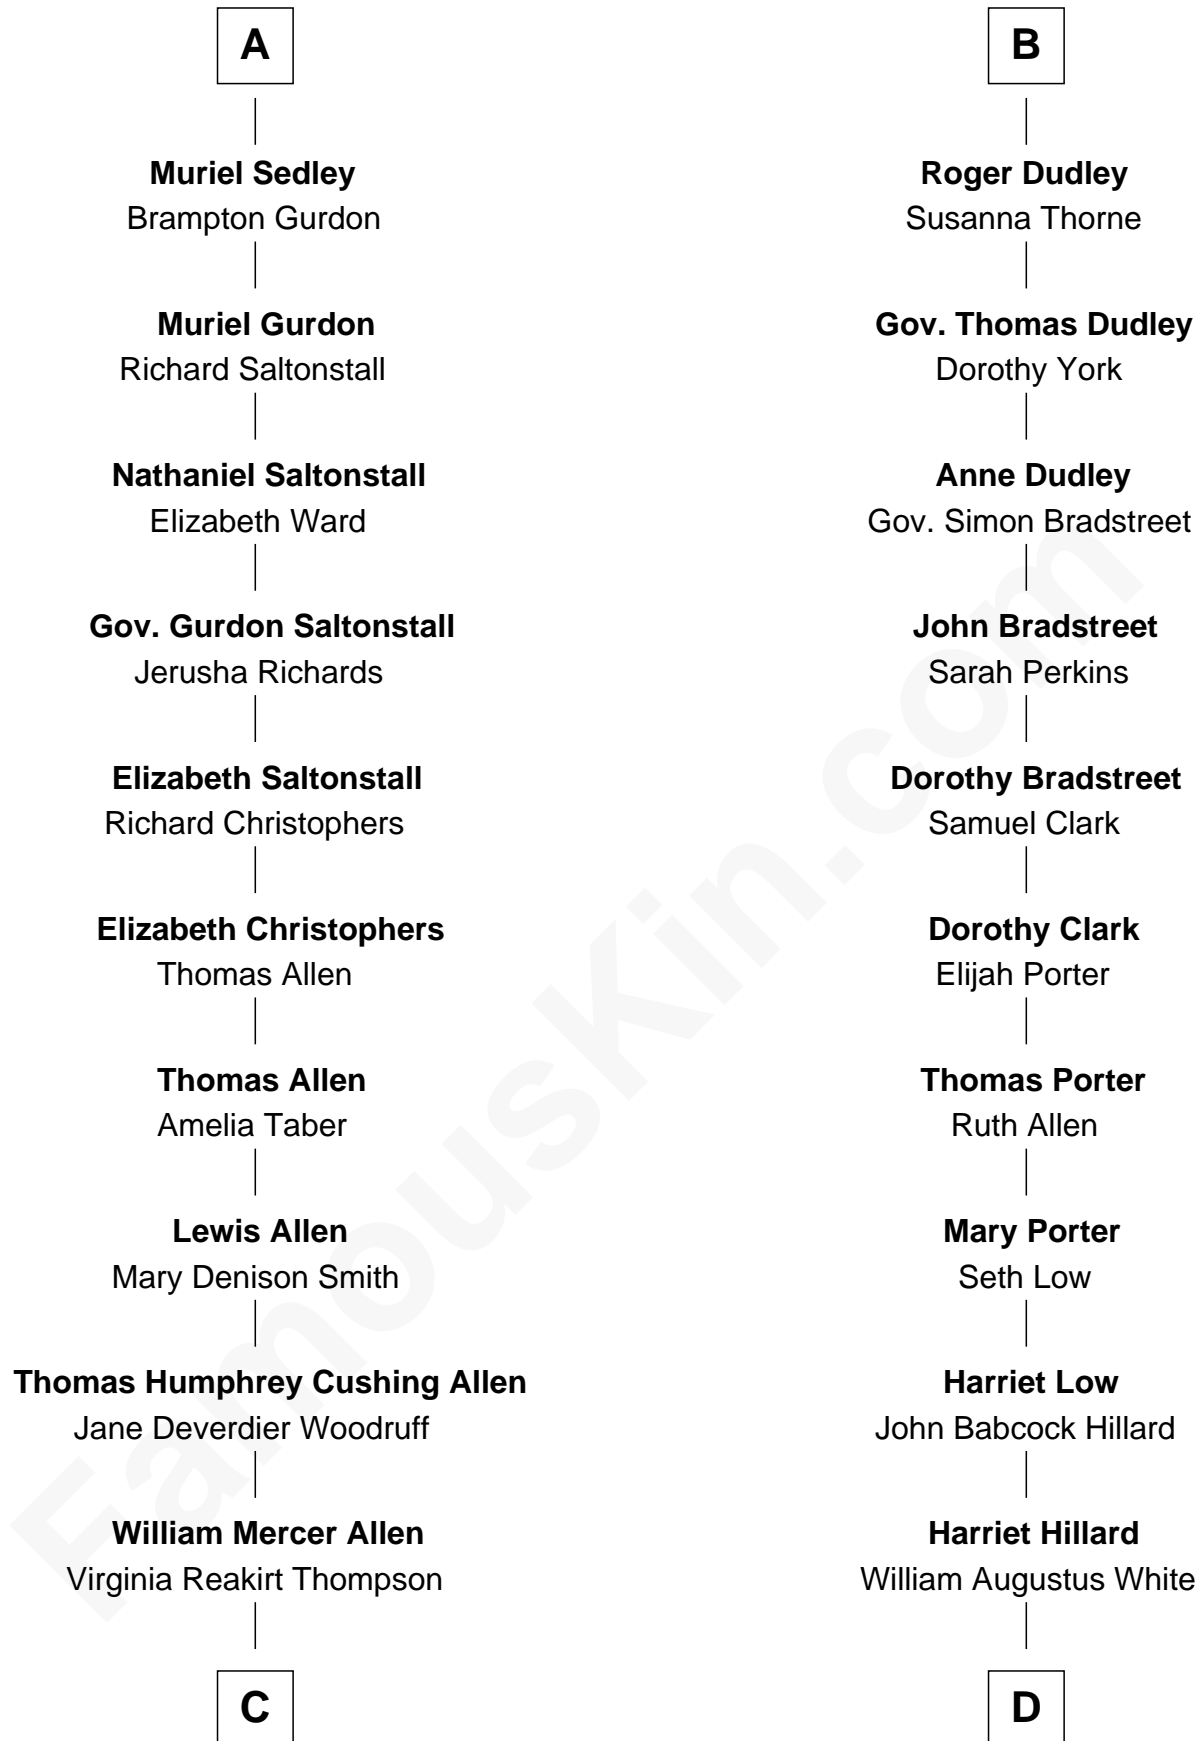 A
Muriel Sedley
Brampton Gurdon
Muriel Gurdon
Richard Saltonstall
Nathaniel Saltonstall
Elizabeth Ward
Gov. Gurdon Saltonstall
Jerusha Richards
Elizabeth Saltonstall
Richard Christophers
Elizabeth Christophers
Thomas Allen
Thomas Allen
Amelia Taber
Lewis Allen
Mary Denison Smith
Thomas Humphrey Cushing Allen
Jane Deverdier Woodruff
William Mercer Allen
Virginia Reakirt Thompson
C
B
Roger Dudley
Susanna Thorne
Gov. Thomas Dudley
Dorothy York
Anne Dudley
Gov. Simon Bradstreet
John Bradstreet
Sarah Perkins
Dorothy Bradstreet
Samuel Clark
Dorothy Clark
Elijah Porter
Thomas Porter
Ruth Allen
Mary Porter
Seth Low
Harriet Low
John Babcock Hillard
Harriet Hillard
William Augustus White
D
FamousKin.com